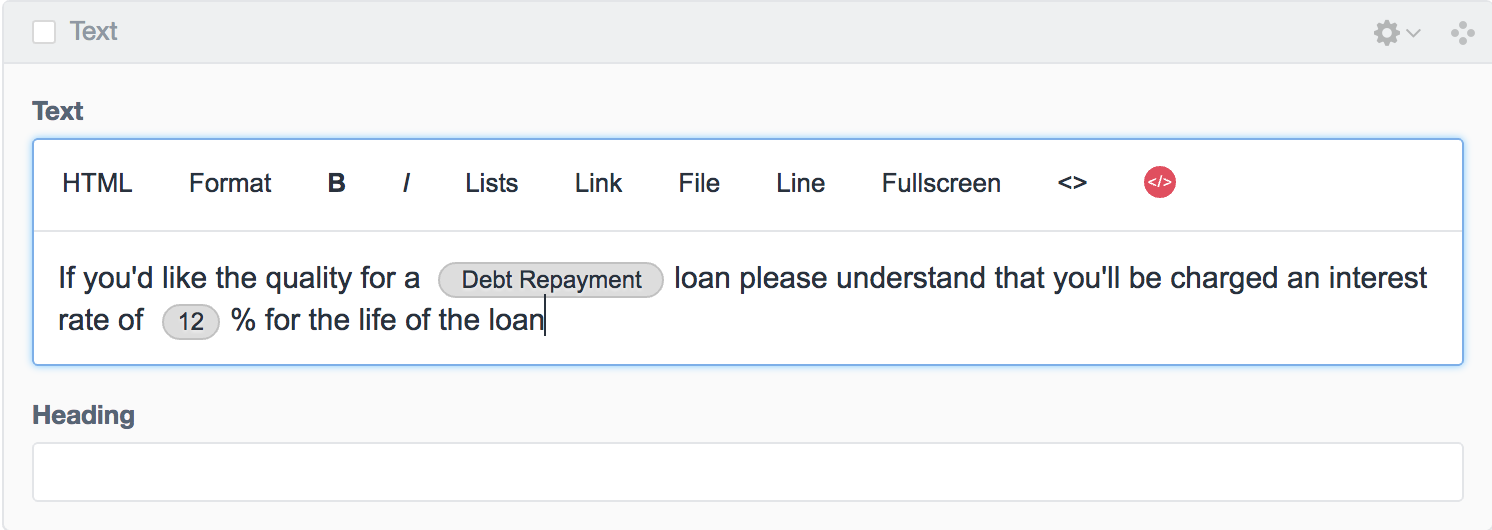 Text
Text
HTML Format B I Lists Link File Line Fullscreen <> </>
If you'd like the quality for a Debt Repayment loan please understand that you'll be charged an interest
rate of 12 % for the life of the loan
Heading